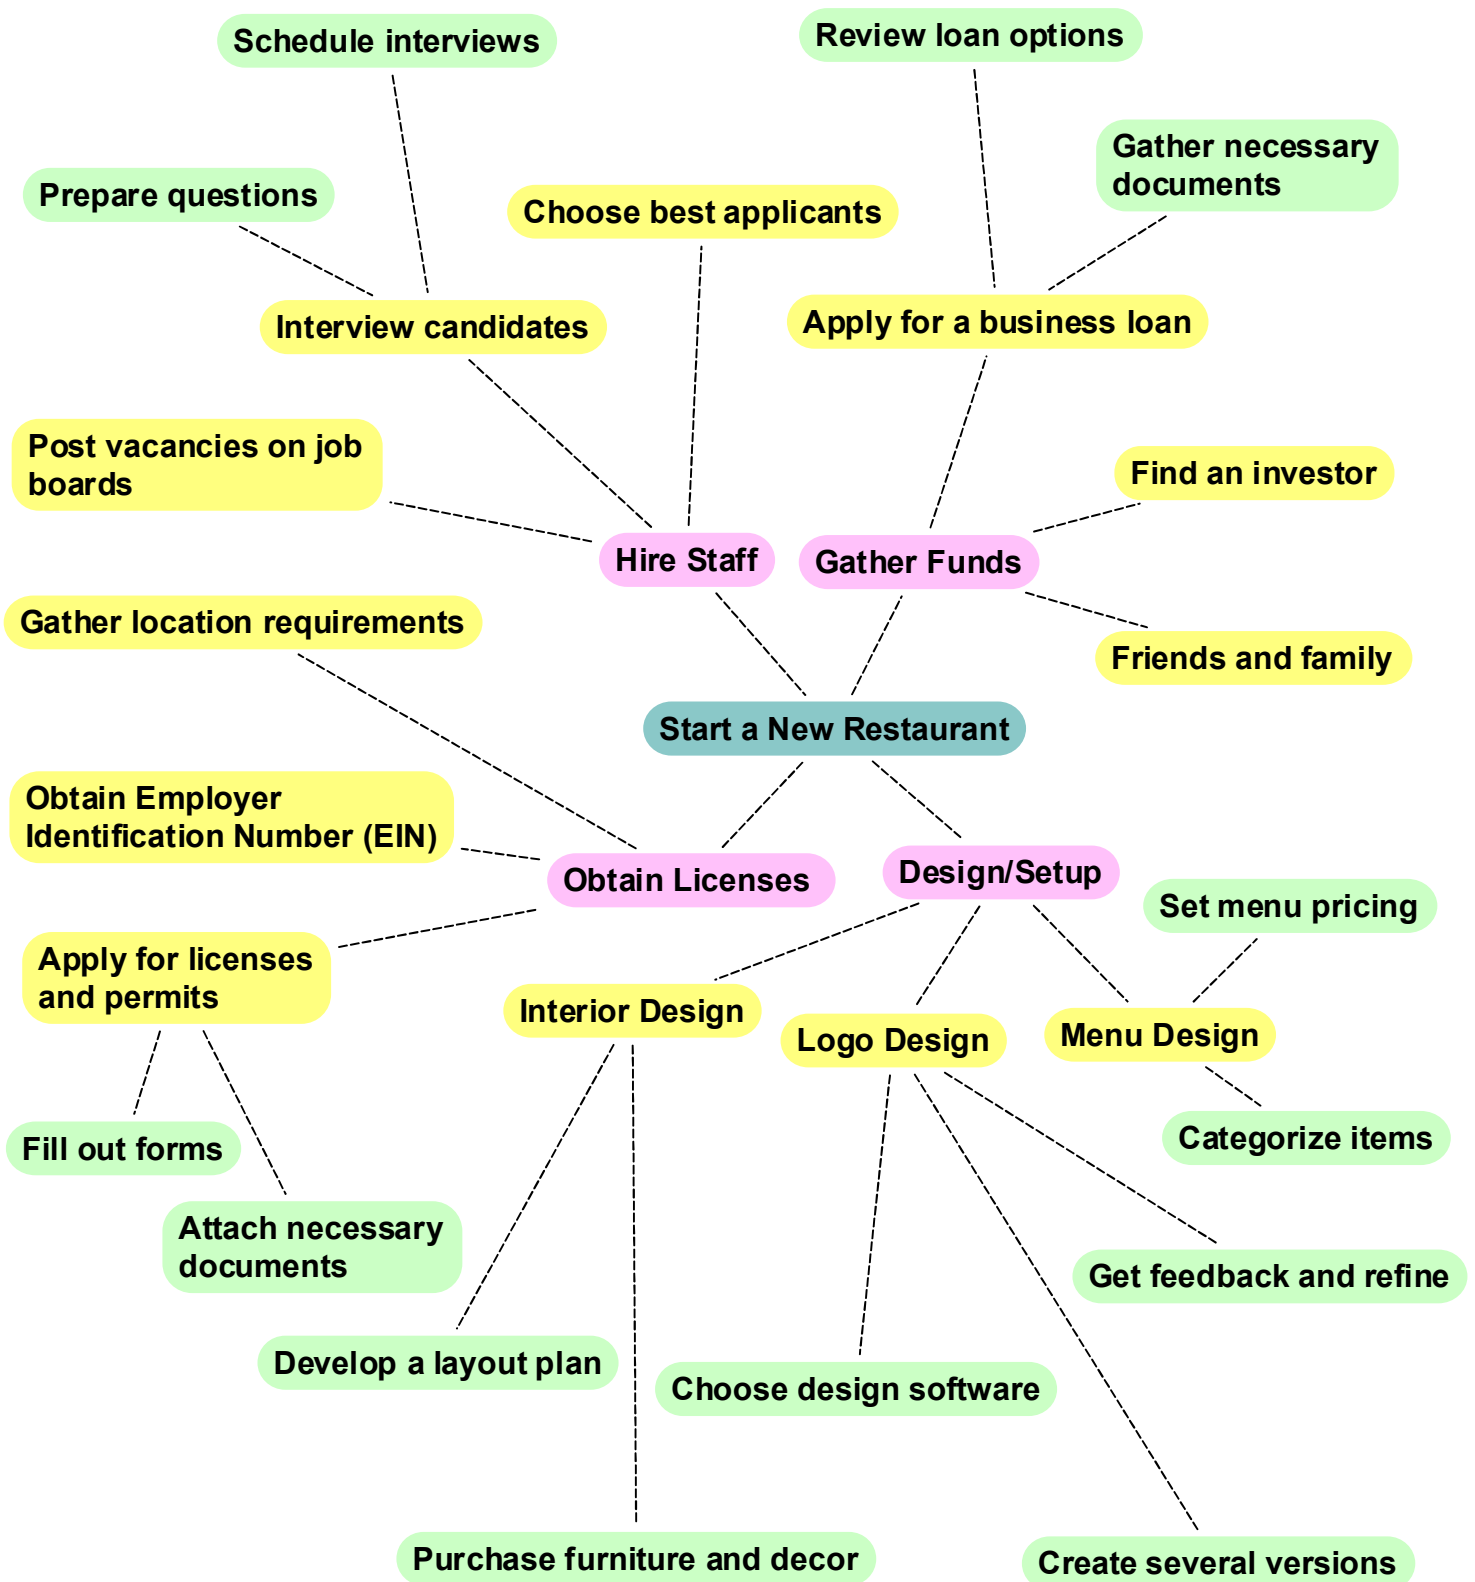 Review loan options
Schedule interviews
Gather necessary
documents
Prepare questions
Choose best applicants
Interview candidates
Apply for a business loan
Post vacancies on job
boards
Find an investor
Hire Staff
Gather Funds
Gather location requirements
Friends and family
Start a New Restaurant
Obtain Employer
Identification Number (EIN)
Obtain Licenses
Design/Setup
Set menu pricing
Apply for licenses
and permits
Interior Design
Logo Design
Menu Design
Fill out forms
Categorize items
Attach necessary
documents
Get feedback and refine
Develop a layout plan
Choose design software
Purchase furniture and decor
Create several versions